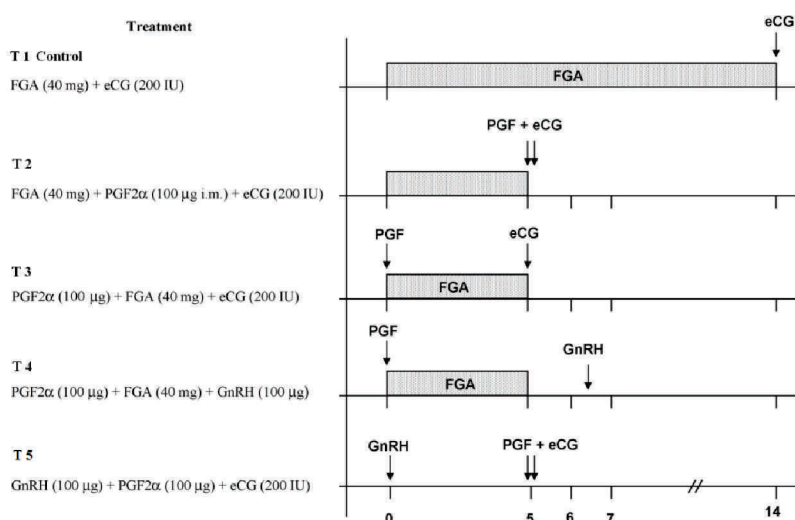 Treatment
eCG
T 1 Control
FGA
FGA (40 mg) + eCG (200 IU)
PGF + eCG
T 2
FGA (40 mg) + PGF2α (100 µg i.m.) + eCG (200 IU)
PGF eCG
T 3
FGA
PGF2α (100 µg) + FGA (40 mg) + eCG (200 IU)
PGF
GnRH
T 4
FGA
PGF2α (100 µg) + FGA (40 mg) + GnRH (100 µg)
GnRH PGF + eCG
T 5
GnRH (100 µg) + PGF2α (100 µg) + eCG (200 IU)
0 5 6 7 14